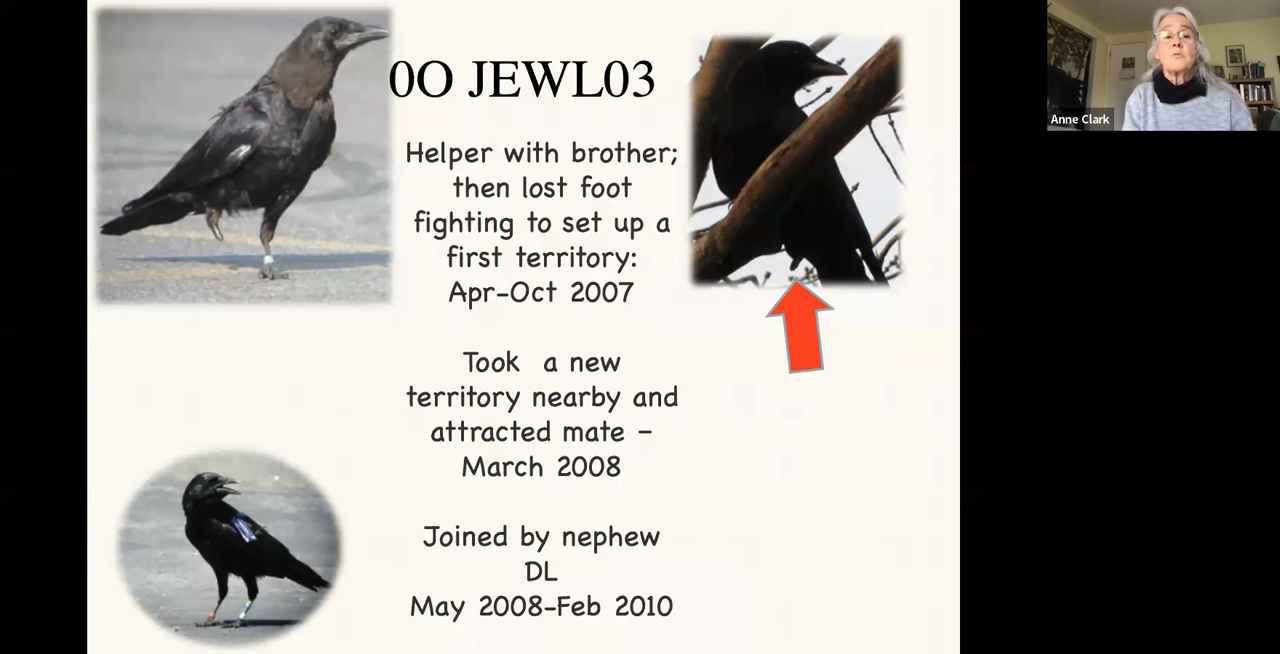 0O JEWL03
Helper with brother;
then lost foot
fighting to set up a
first territory:
Apr-Oct 2007
Took a new
territory nearby and
attracted mate –
March 2008
Joined by nephew
DL
May 2008-Feb 2010
Anne Clark